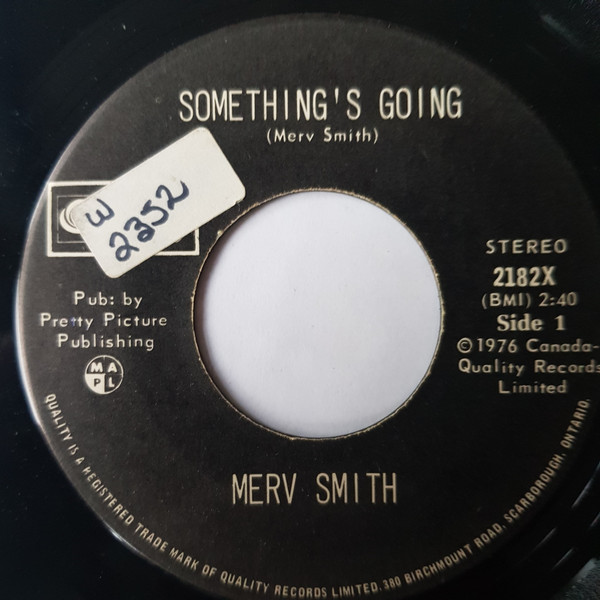 SOMETHING'S GOING
(Merv Smith)
W
2352
STEREO
2182X
(BMI) 2:40
Side 1
©1976 Canada-
Quality Records
Limited
Pub: by
Pretty Picture
Publishing
M A
P L
MERV SMITH
QUALITY IS A REGISTERED TRADE MARK OF QUALITY RECORDS LIMITED. 380 BIRCHMOUNT ROAD, SCARBOROUGH, ONTARIO.